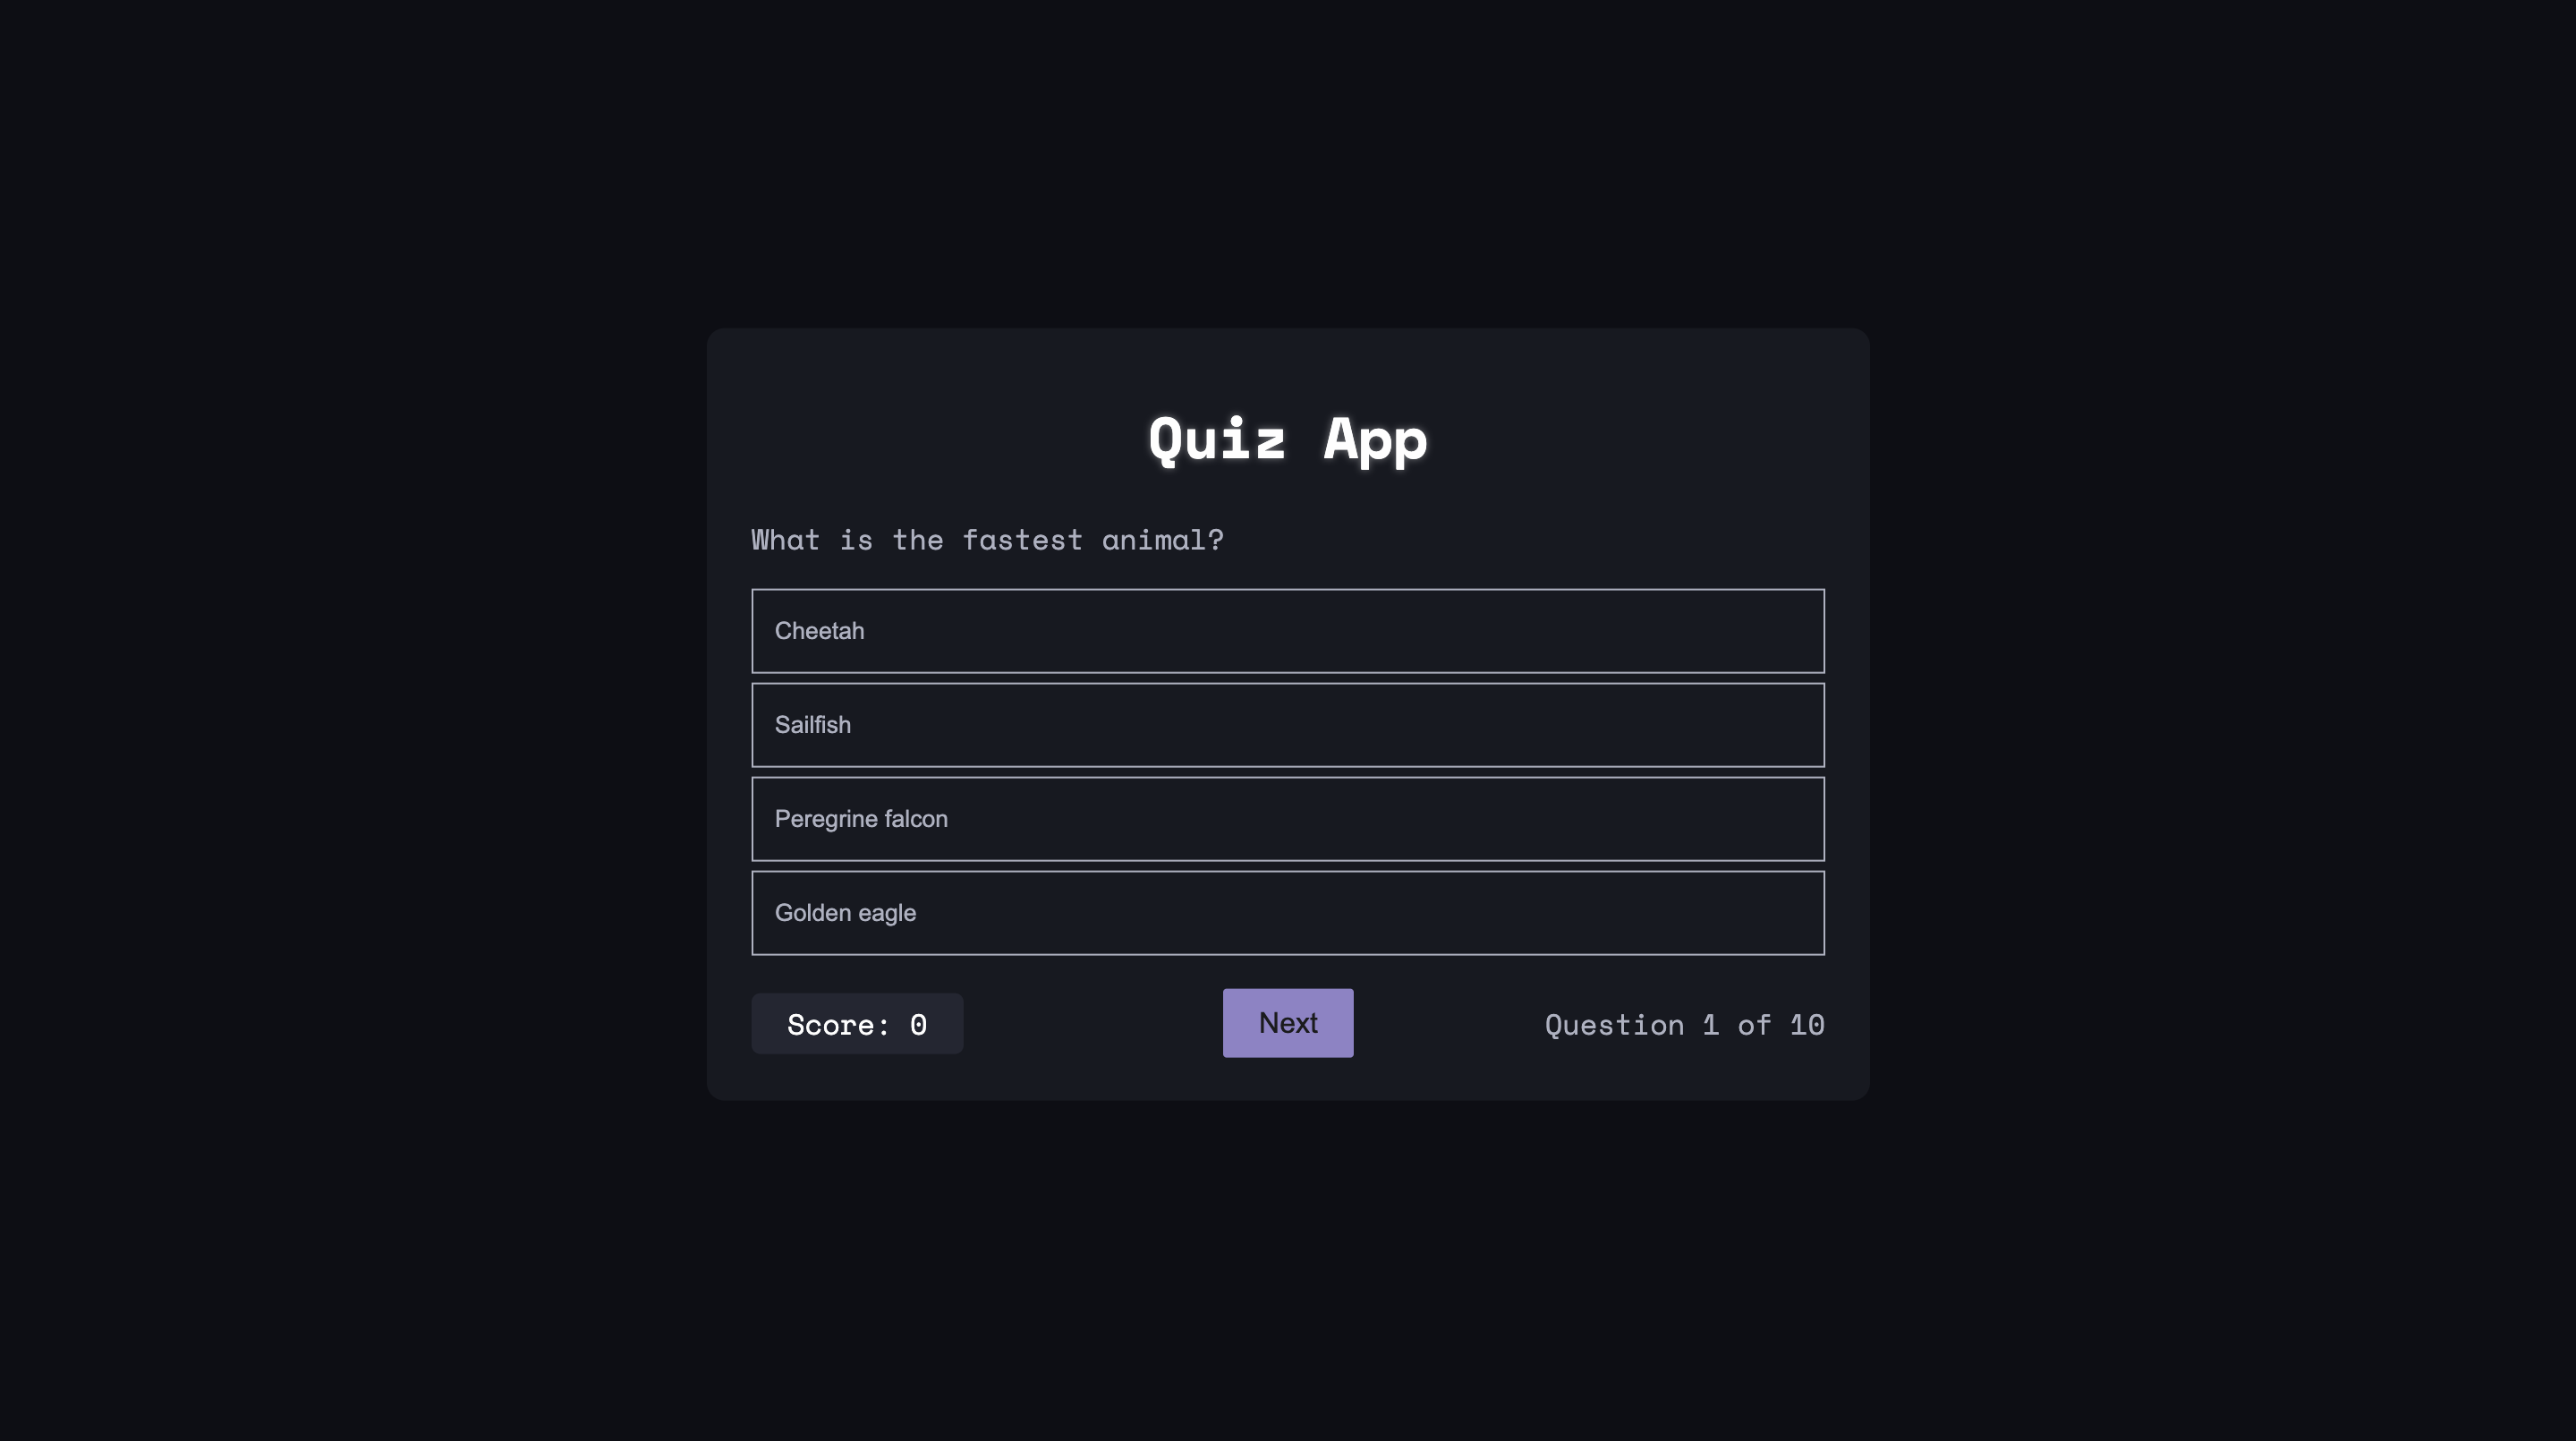 Quiz App
What is the fastest animal?
Cheetah
Sailfish
Peregrine falcon
Golden eagle
Score: 0
Next
Question 1 of 10